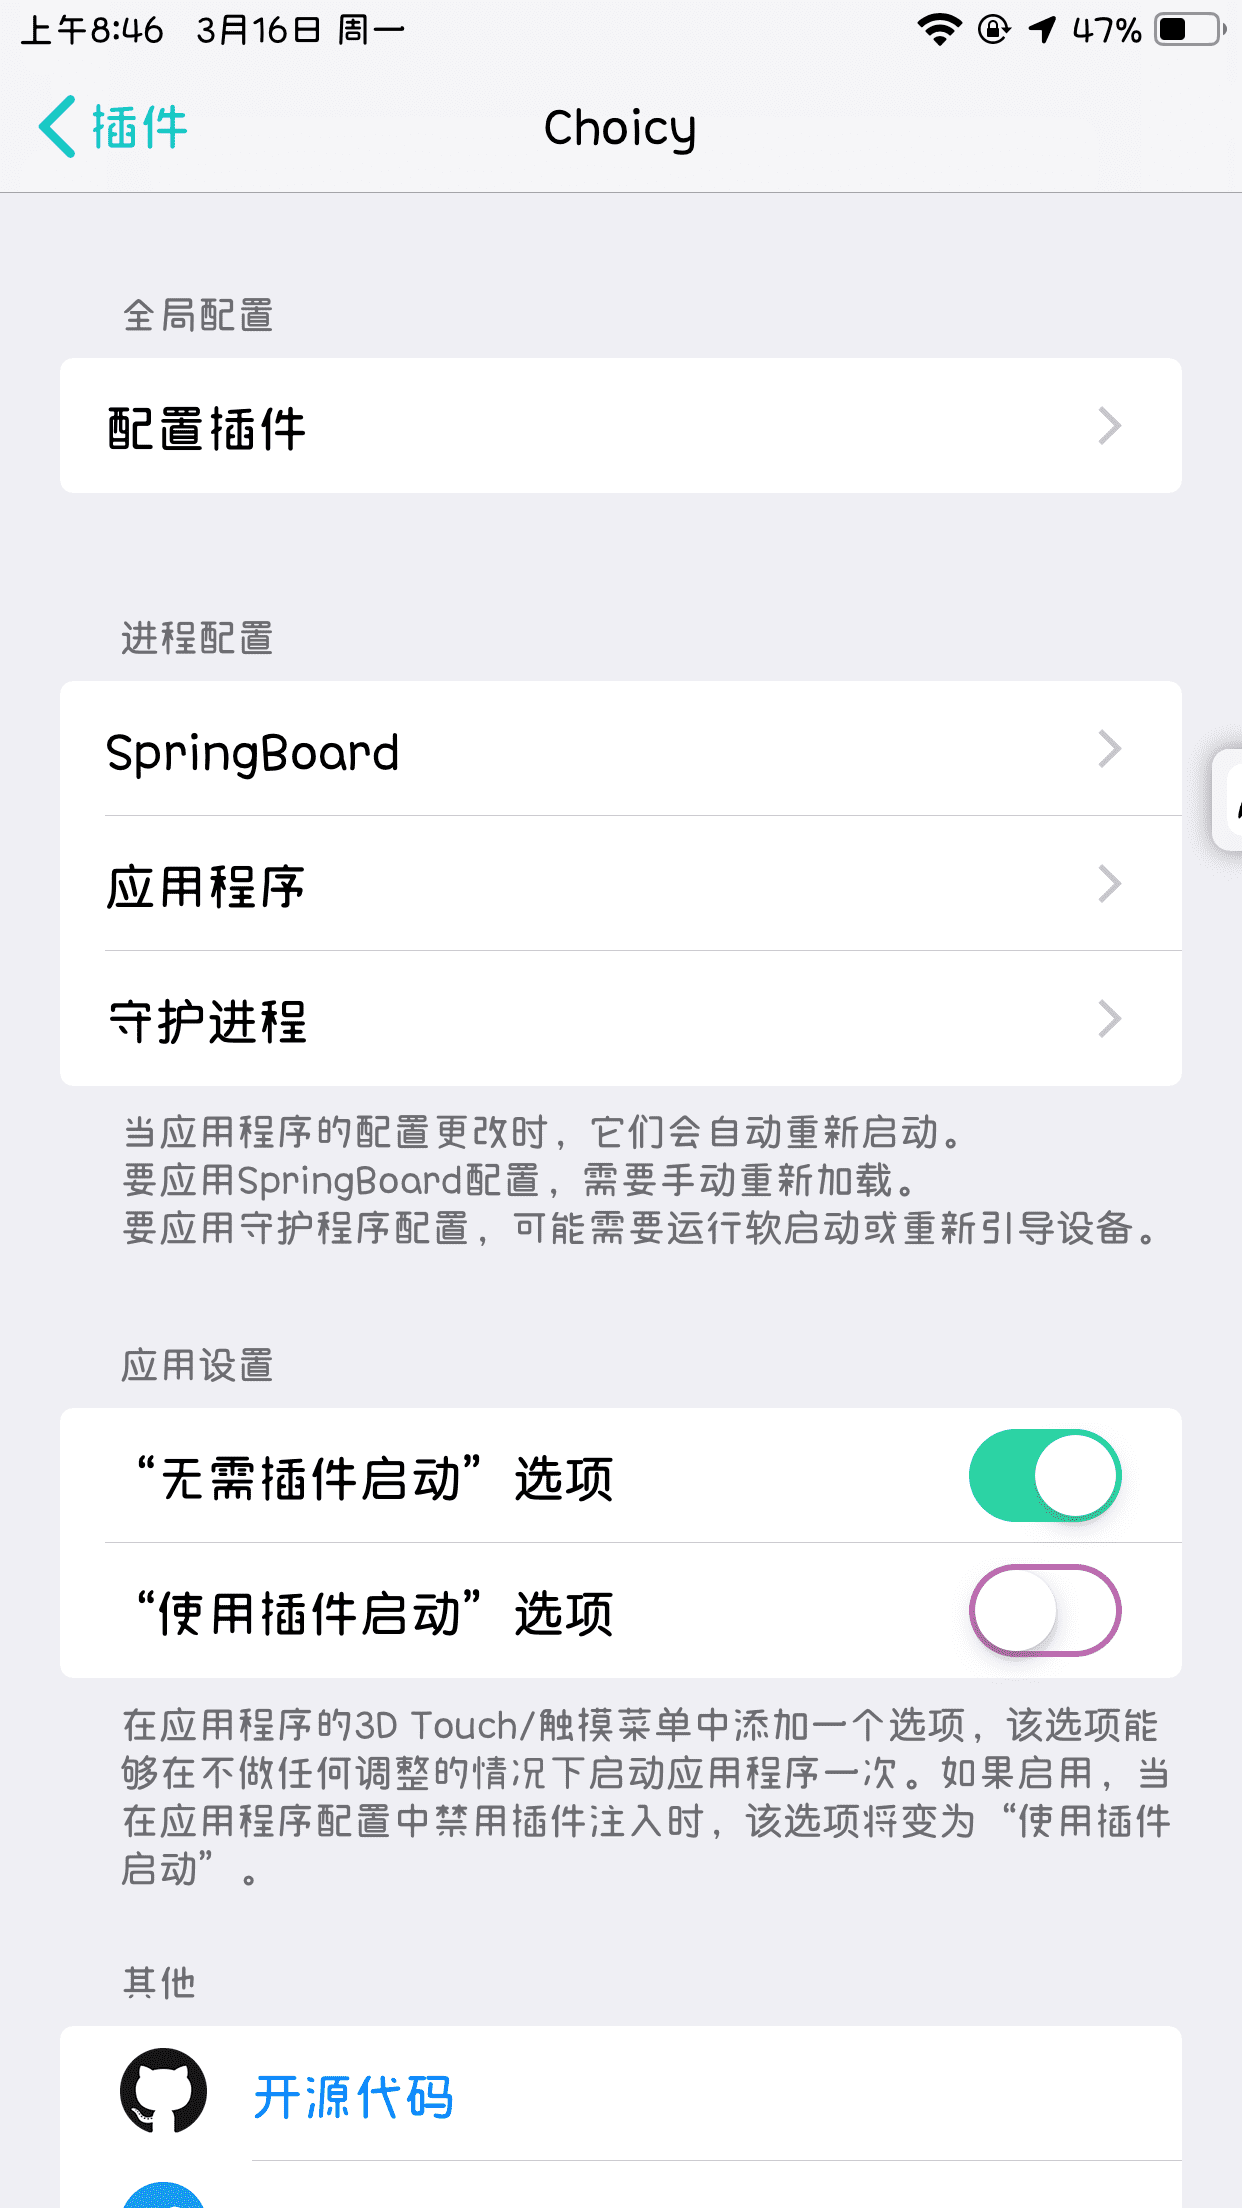 上午8:46 3月16日 周一 47%
插件 Choicy
全局配置
配置插件
进程配置
SpringBoard
应用程序
守护进程
当应用程序的配置更改时，它们会自动重新启动。
要应用SpringBoard配置，需要手动重新加载。
要应用守护程序配置，可能需要运行软启动或重新引导设备。
应用设置
“无需插件启动”选项
“使用插件启动”选项
在应用程序的3D Touch/触摸菜单中添加一个选项，该选项能
够在不做任何调整的情况下启动应用程序一次。如果启用，当
在应用程序配置中禁用插件注入时，该选项将变为“使用插件
启动”。
其他
开源代码